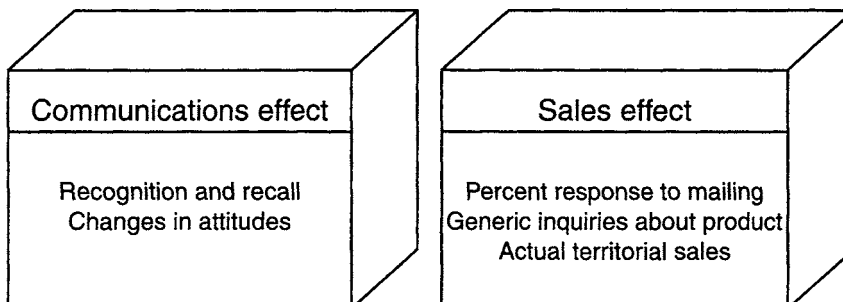 Communications effect
Recognition and recall
Changes in attitudes
Sales effect
Percent response to mailing
Generic inquiries about product
Actual territorial sales